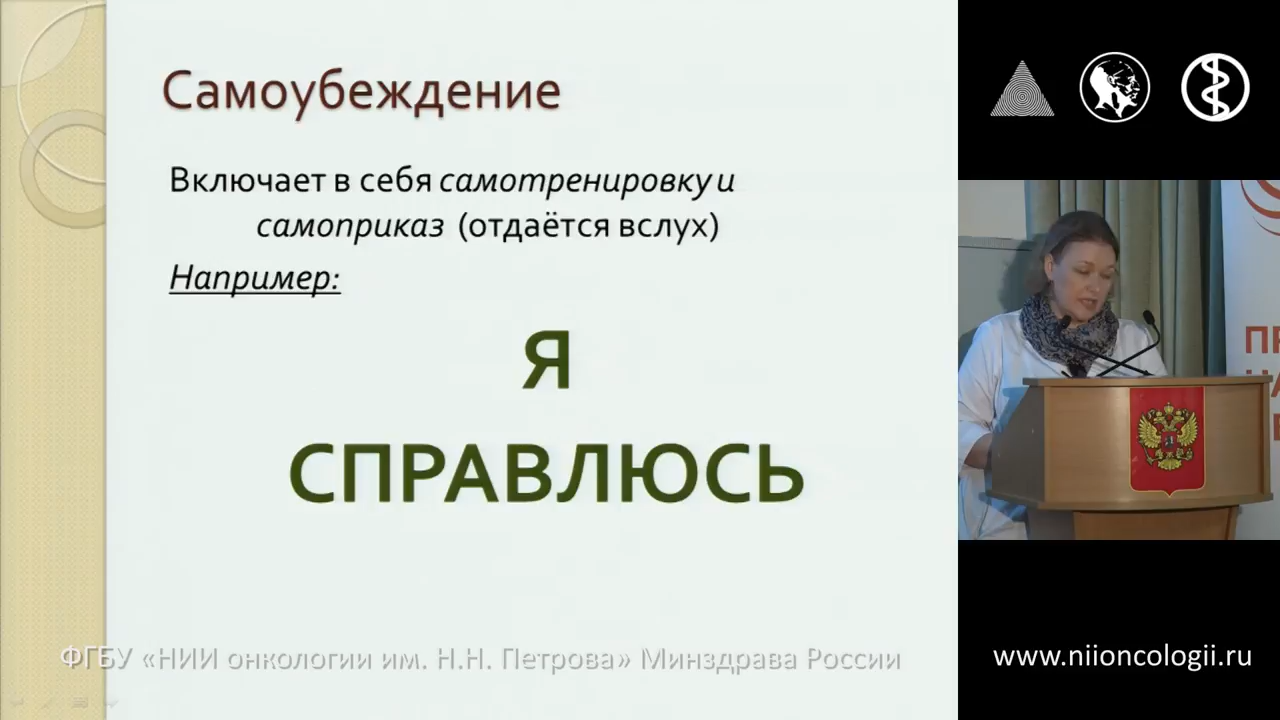 Самоубеждение
Включает в себя самотренировку и
самоприказ (отдаётся вслух)
Например:
Я
СПРАВЛЮСЬ
ФГБУ «НИИ онкологии им. Н.Н. Петрова» Минздрава России
www.niioncologii.ru